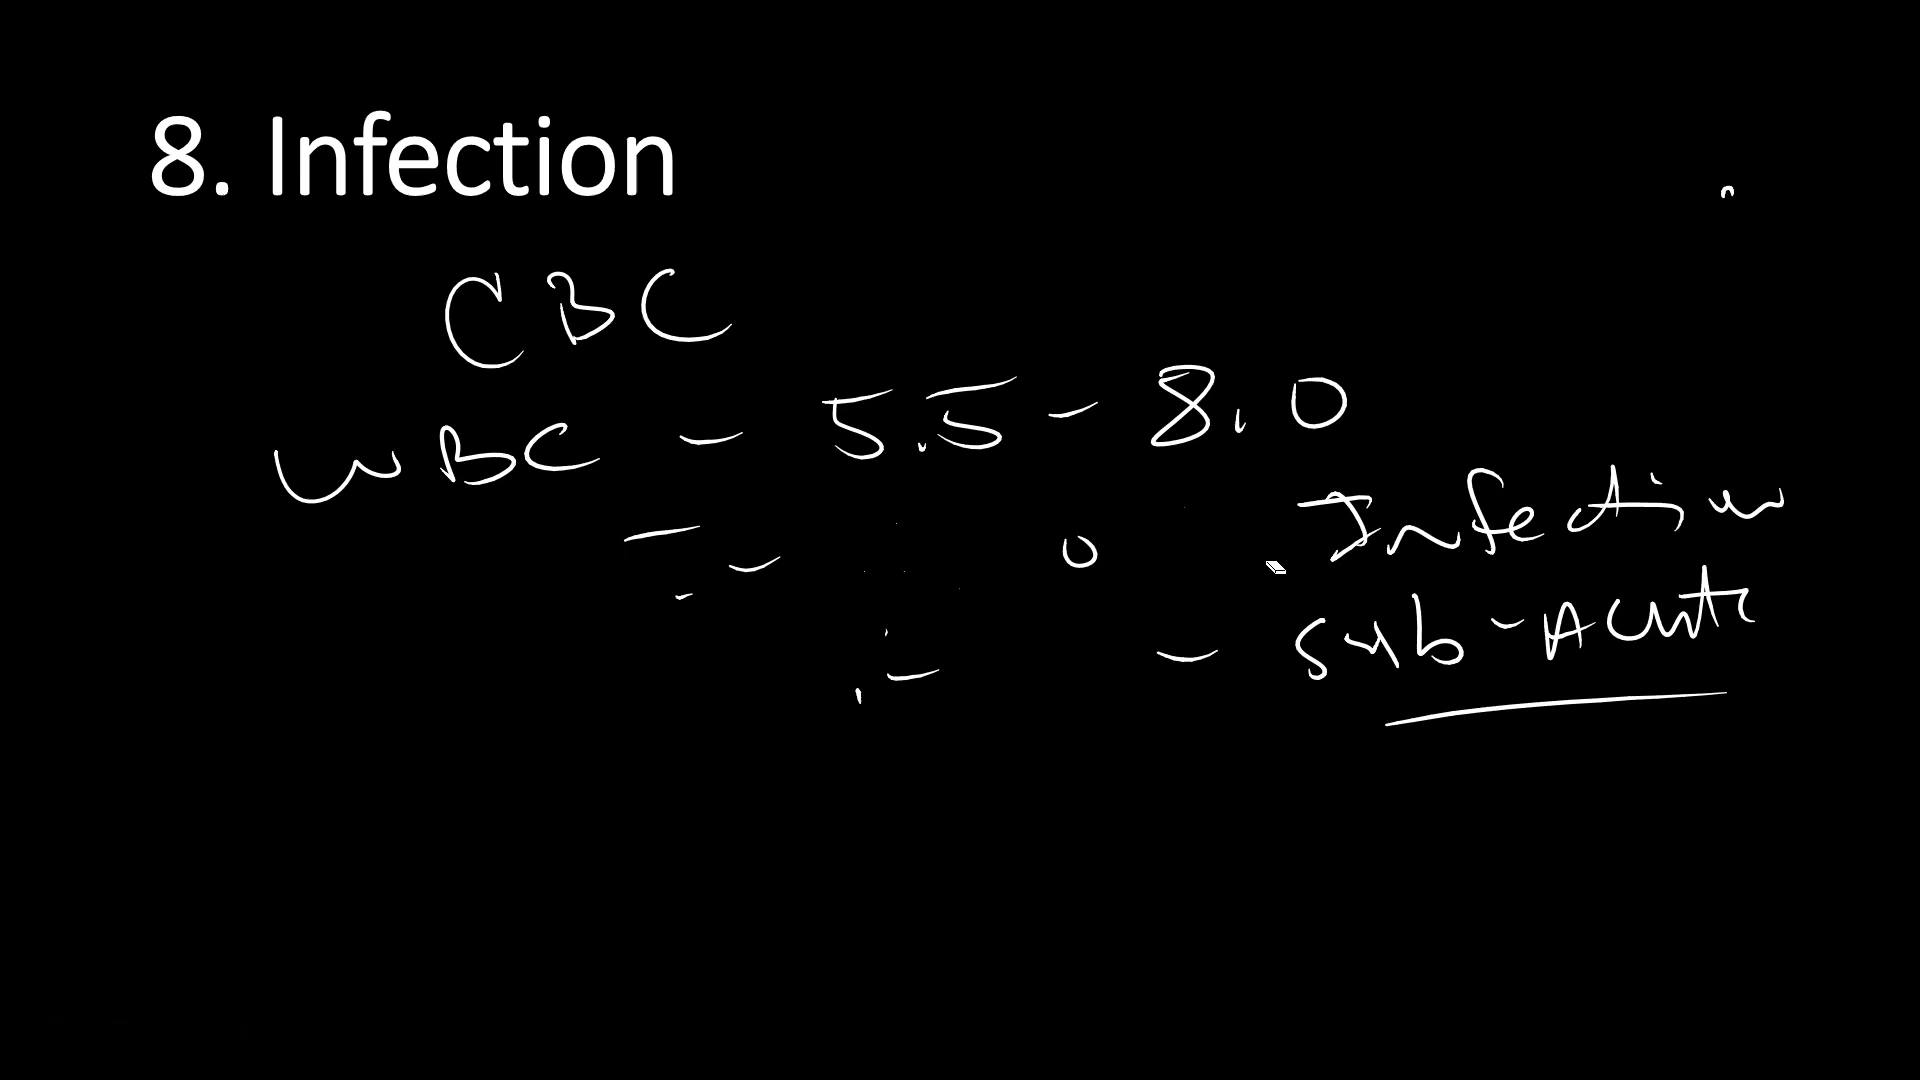 8. Infection
CBC
WBC - 5.5 - 8.0
Infection
- Sub-Acute